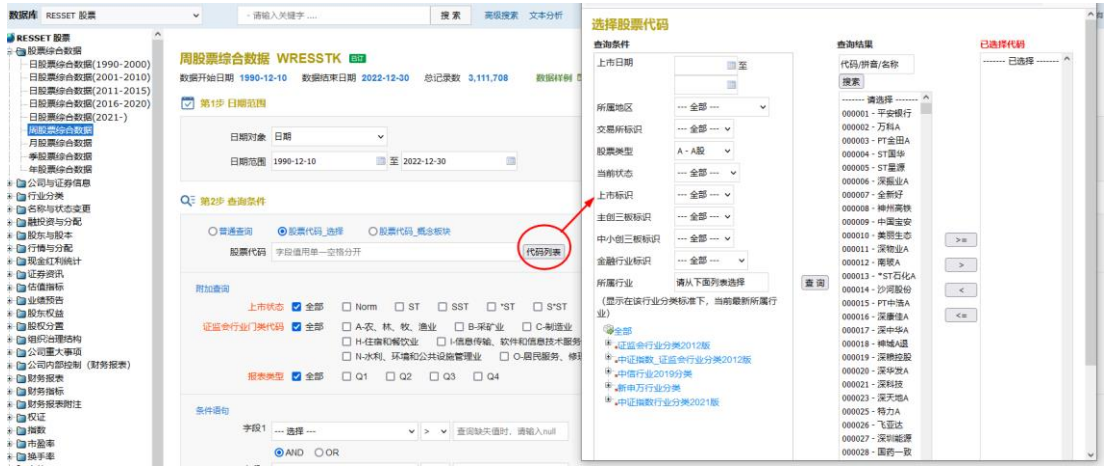 数据库 RESSET 股票
- 请输入关键字 ....
搜 索
高级搜索 文本分析
RESSET 股票
股票综合数据
日股票综合数据(1990-2000)
日股票综合数据(2001-2010)
日股票综合数据(2011-2015)
日股票综合数据(2016-2020)
日股票综合数据(2021-)
周股票综合数据
月股票综合数据
季股票综合数据
年股票综合数据
公司与证券信息
行业分类
名称与状态变更
融投资与分配
股东与股本
行情与分配
现金红利统计
证券资讯
估值指标
业绩预告
股东权益
股权分置
组织治理结构
公司重大事项
公司内部控制（财务报表）
财务报表
财务指标
财务报表附注
权证
指数
市盈率
换手率
周股票综合数据 WRESSTK
数据开始日期 1990-12-10 数据结束日期 2022-12-30 总记录数 3,111,708 数据样例
第1步 日期范围
日期对象 日期
日期范围 1990-12-10 至 2022-12-30
第2步 查询条件
普通查询 股票代码_选择 股票代码_概念板块
股票代码 字段值用单一空格分开 代码列表
附加查询
上市状态 全部 Norm ST SST *ST S*ST
证监会行业门类代码 全部 A-农、林、牧、渔业 B-采矿业 C-制造业
H-住宿和餐饮业 I-信息传输、软件和信息技术服务
N-水利、环境和公共设施管理业 O-居民服务、修理
报表类型 全部 Q1 Q2 Q3 Q4
条件语句
字段1 --- 选择 --- > 查询缺失值时，请输入null
AND OR
选择股票代码
查询条件
上市日期 至
所属地区 --- 全部 ---
交易所标识 --- 全部 ---
股票类型 A - A股
当前状态 --- 全部 ---
上市标识 --- 全部 ---
主创三板标识 --- 全部 ---
中小创三板标识 --- 全部 ---
金融行业标识 --- 全部 ---
所属行业 请从下面列表选择 查 询
（显示在该行业分类标准下，当前最新所属行
业）
全部
证监会行业分类2012版
中证指数_证监会行业分类2012版
中信行业2019分类
新申万行业分类
中证指数行业分类2021版
查询结果
代码/拼音/名称
搜索
------- 请选择 -------
000001 - 平安银行
000002 - 万科A
000003 - PT金田A
000004 - ST国华
000005 - ST星源
000006 - 深振业A
000007 - 全新好
000008 - 神州高铁
000009 - 中国宝安
000010 - 美丽生态
000011 - 深物业A
000012 - 南玻A
000013 - *ST石化A
000014 - 沙河股份
000015 - PT中浩A
000016 - 深康佳A
000017 - 深中华A
000018 - 神城A退
000019 - 深粮控股
000020 - 深华发A
000021 - 深科技
000023 - 深天地A
000025 - 特力A
000026 - 飞亚达
000027 - 深圳能源
000028 - 国药一致
>=
>
<
<=
已选择代码
------- 已选择 -------